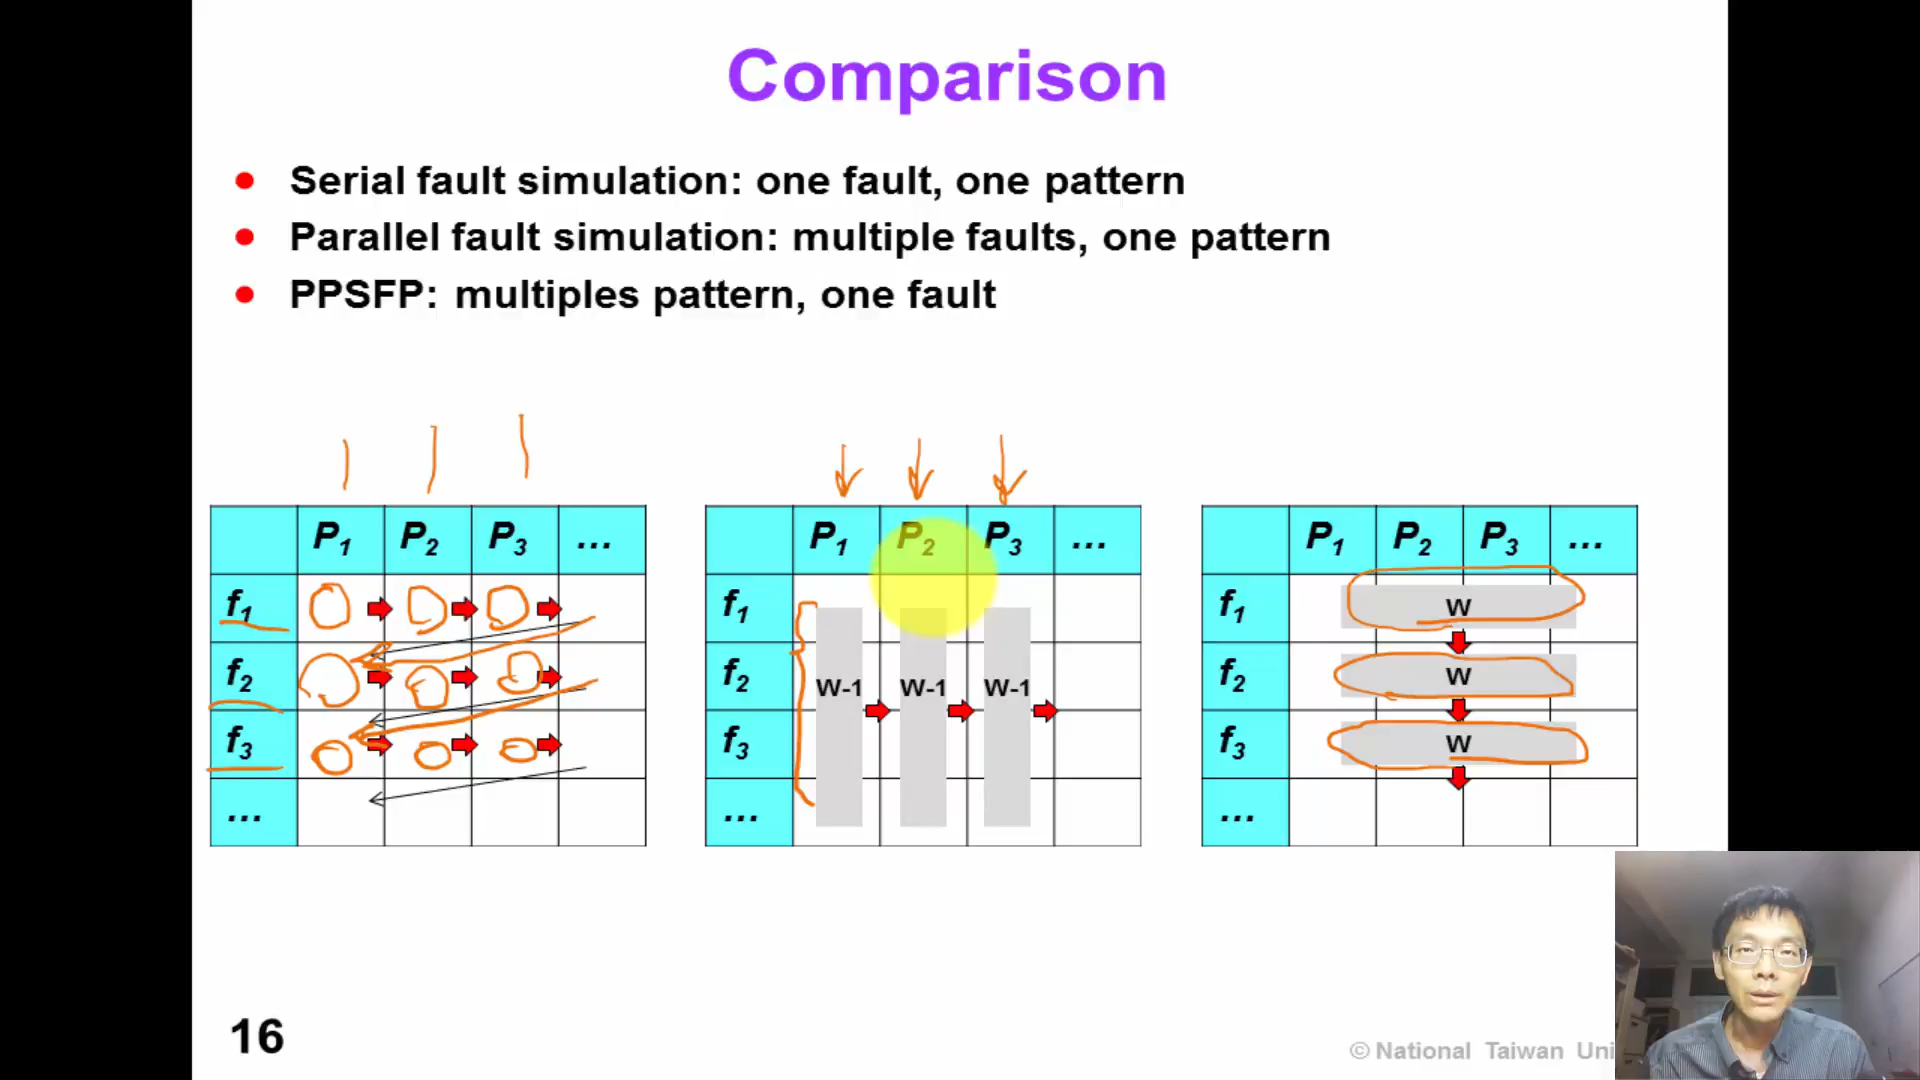 Comparison
Serial fault simulation: one fault, one pattern
Parallel fault simulation: multiple faults, one pattern
PPSFP: multiples pattern, one fault
P1 P2 P3 ...
f1
f2
f3
...
P1 P2 P3 ...
f1
f2
W-1 W-1 W-1
f3
...
P1 P2 P3 ...
f1 W
f2 W
f3 W
...
16
© National Taiwan Uni